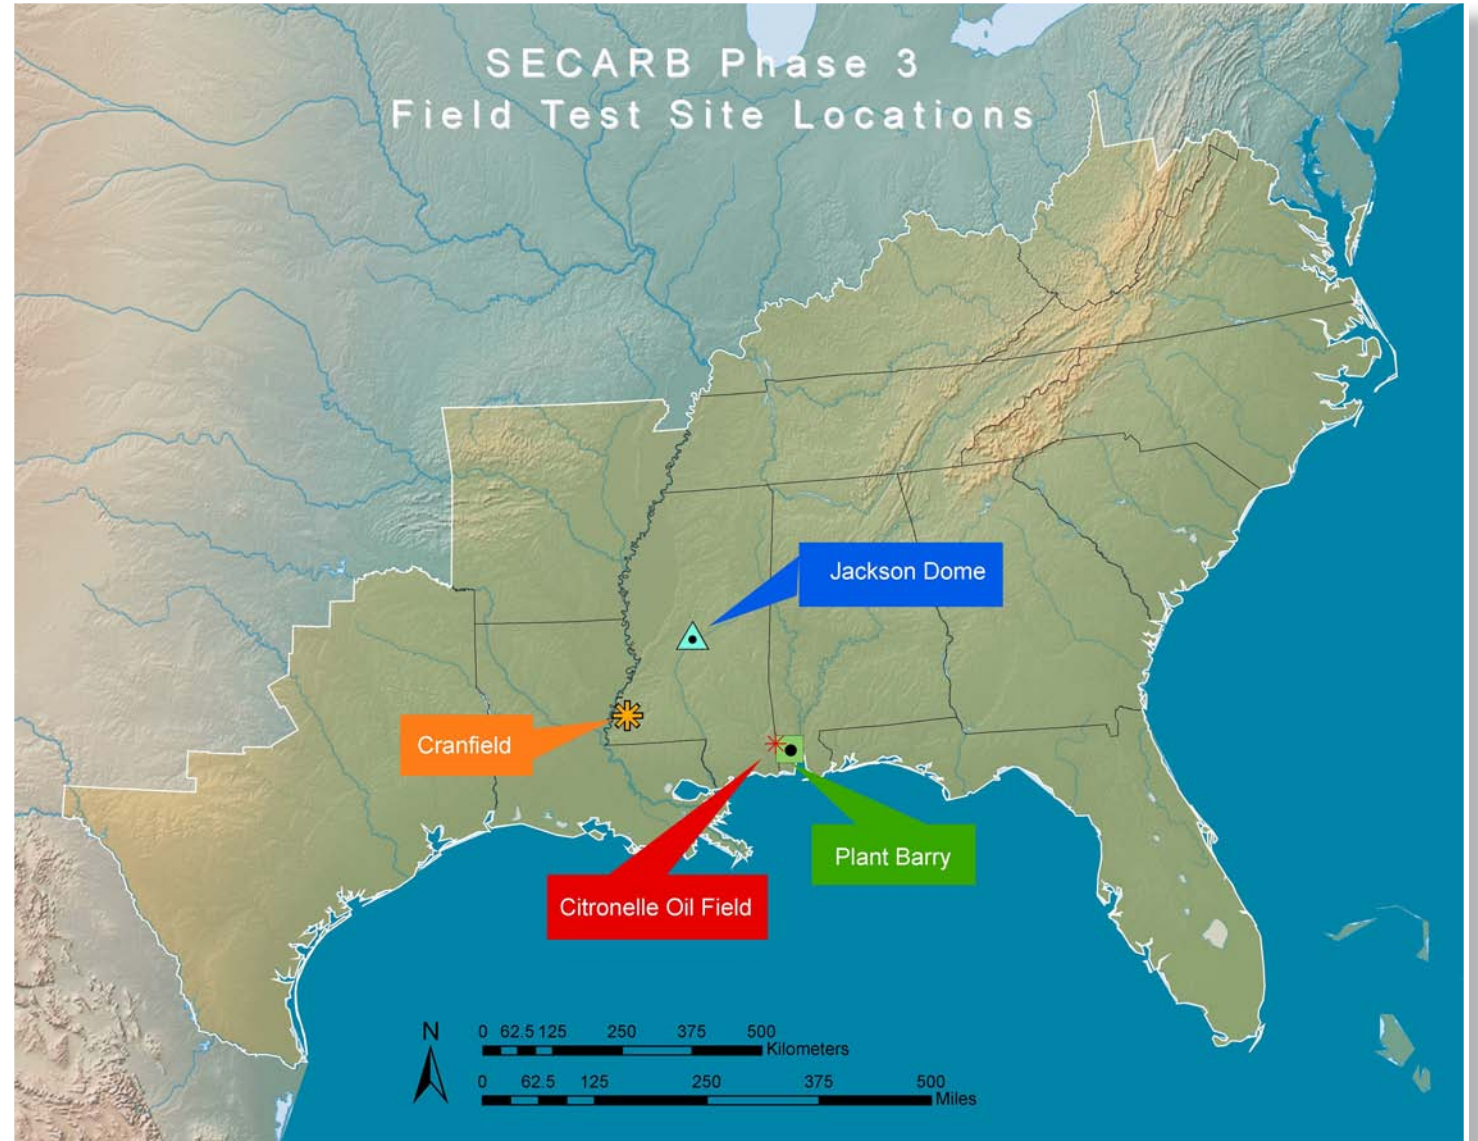 SECARB Phase 3
Field Test Site Locations
Jackson Dome
Cranfield
Plant Barry
Citronelle Oil Field
N
0 62.5 125 250 375 500
Kilometers
0 62.5 125 250 375 500
Miles